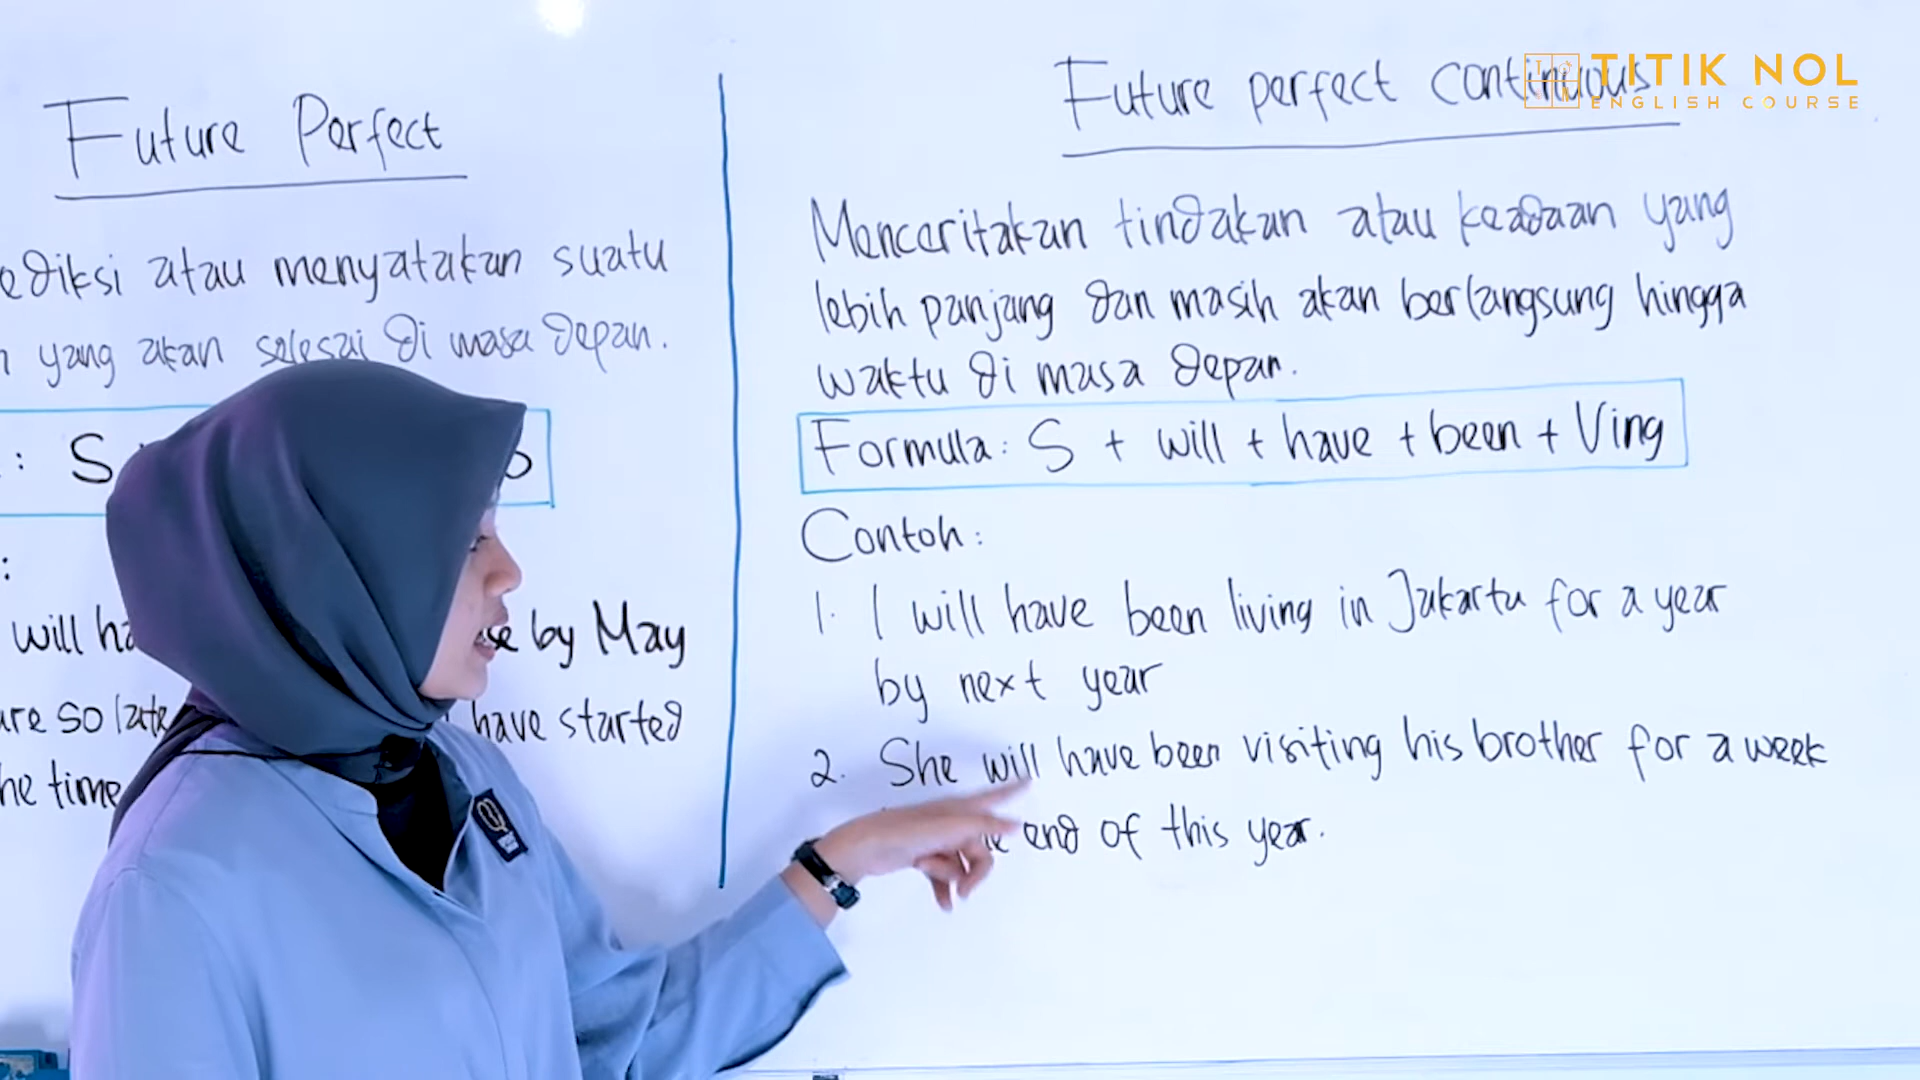 Future Perfect
ediksi atau menyatakan suatu
yang akan selesai di masa depan.
: S
:
will ha by May
are so late have started
he time
Future perfect continuous
Menceritakan tindakan atau keadaan yang
lebih panjang dan masih akan berlangsung hingga
waktu di masa depan.
Formula: S + will + have + been + Ving
Contoh:
1. I will have been living in Jakarta for a year
by next year
2. She will have been visiting his brother for a week
end of this year.
TITIK NOL
ENGLISH COURSE